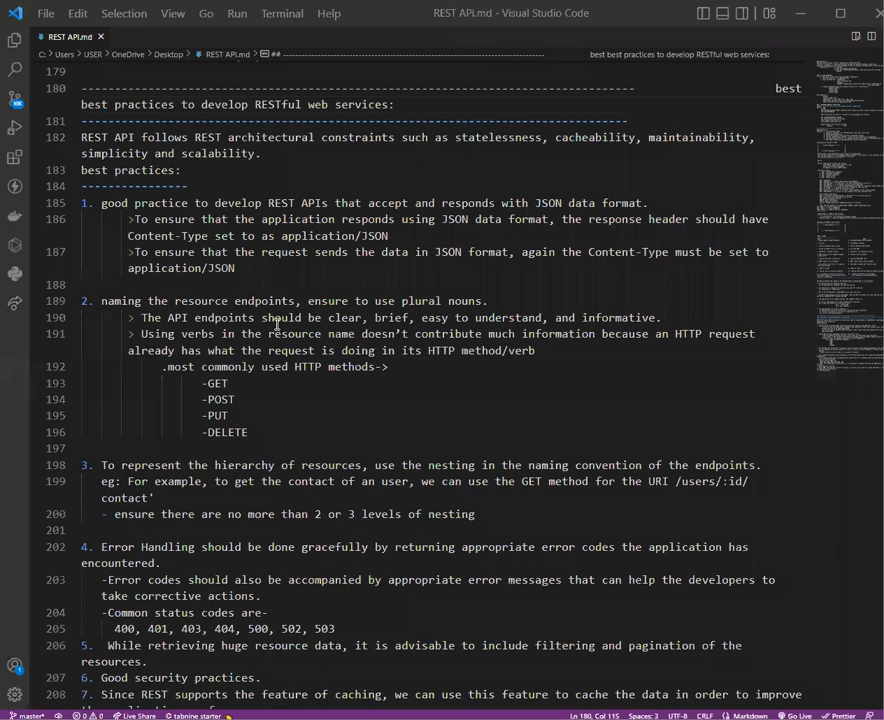 File Edit Selection View Go Run Terminal Help REST APi.md - Visual Studio Code
REST APi.md ×
C: > Users > USER > OneDrive > Desktop > REST APi.md > ## ---------------------------------------------------------------------------------- best best practices to develop RESTful web services:
179
180 ---------------------------------------------------------------------------------- best
best practices to develop RESTful web services:
181 ---------------------------------------------------------------------------------
182 REST API follows REST architectural constraints such as statelessness, cacheability, maintainability,
simplicity and scalability.
183 best practices:
184 ----------------
185 1. good practice to develop REST APIs that accept and responds with JSON data format.
186 >To ensure that the application responds using JSON data format, the response header should have
Content-Type set to as application/JSON
187 >To ensure that the request sends the data in JSON format, again the Content-Type must be set to
application/JSON
188
189 2. naming the resource endpoints, ensure to use plural nouns.
190 > The API endpoints should be clear, brief, easy to understand, and informative.
191 > Using verbs in the resource name doesn’t contribute much information because an HTTP request
already has what the request is doing in its HTTP method/verb
192 .most commonly used HTTP methods->
193 -GET
194 -POST
195 -PUT
196 -DELETE
197
198 3. To represent the hierarchy of resources, use the nesting in the naming convention of the endpoints.
199 eg: For example, to get the contact of an user, we can use the GET method for the URI /users/:id/
contact'
200 - ensure there are no more than 2 or 3 levels of nesting
201
202 4. Error Handling should be done gracefully by returning appropriate error codes the application has
encountered.
203 -Error codes should also be accompanied by appropriate error messages that can help the developers to
take corrective actions.
204 -Common status codes are-
205 400, 401, 403, 404, 500, 502, 503
206 5. While retrieving huge resource data, it is advisable to include filtering and pagination of the
resources.
207 6. Good security practices.
208 7. Since REST supports the feature of caching, we can use this feature to cache the data in order to improve
master* 0 0 Live Share tabnine starter Ln 180, Col 115 Spaces: 3 UTF-8 CRLF Markdown Go Live Prettier